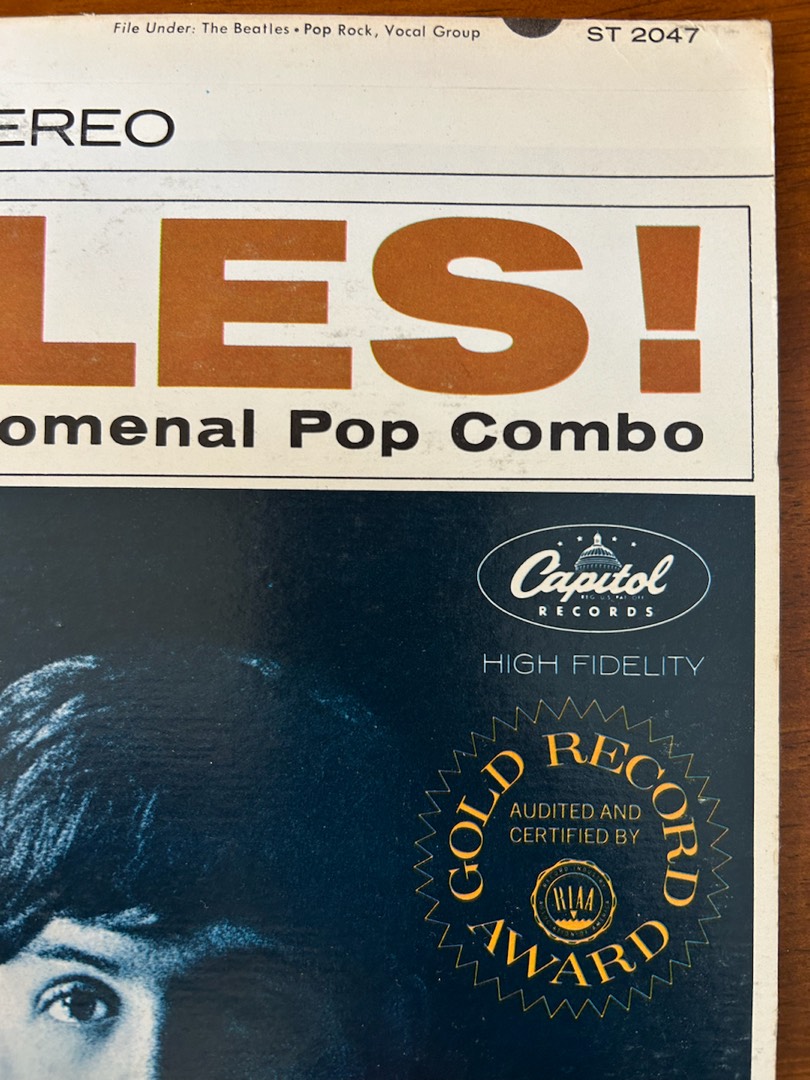 File Under: The Beatles • Pop Rock, Vocal Group
ST 2047
EREO
LES!
omenal Pop Combo
Capitol
RECORDS
HIGH FIDELITY
GOLD RECORD
AUDITED AND
CERTIFIED BY
RIAA
AWARD